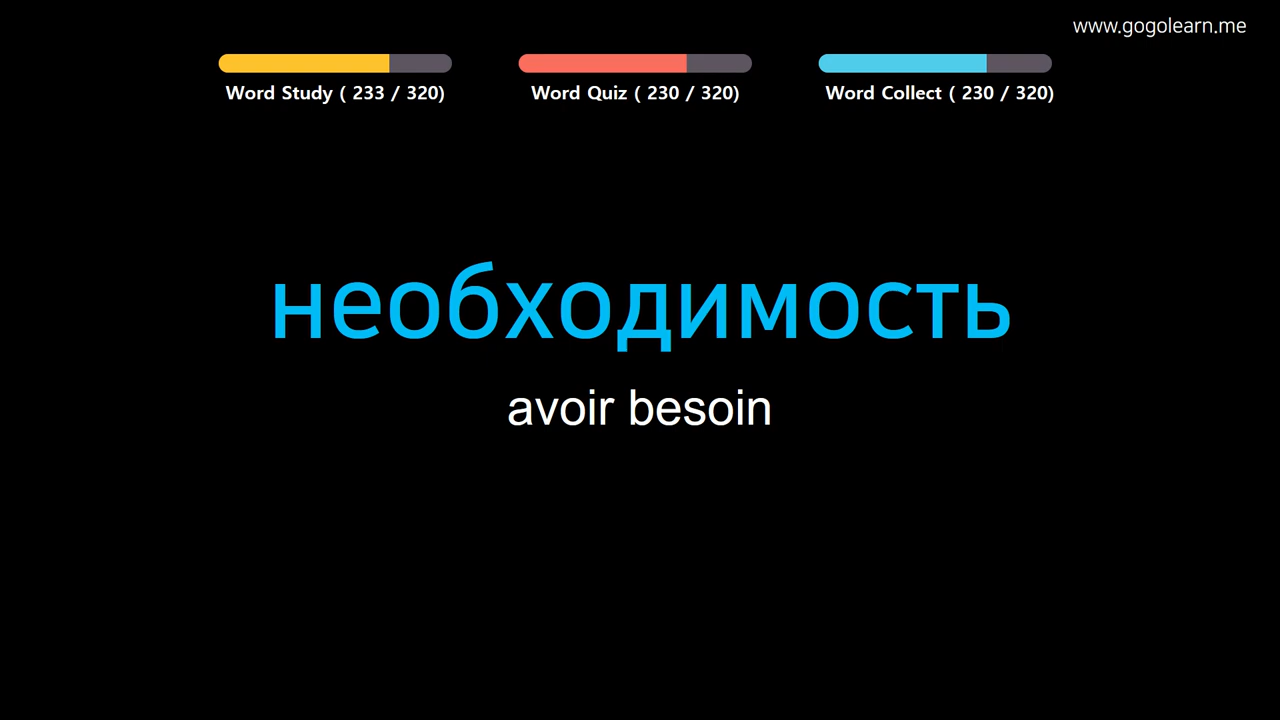 www.gogolearn.me
Word Study ( 233 / 320)
Word Quiz ( 230 / 320)
Word Collect ( 230 / 320)
необходимость
avoir besoin